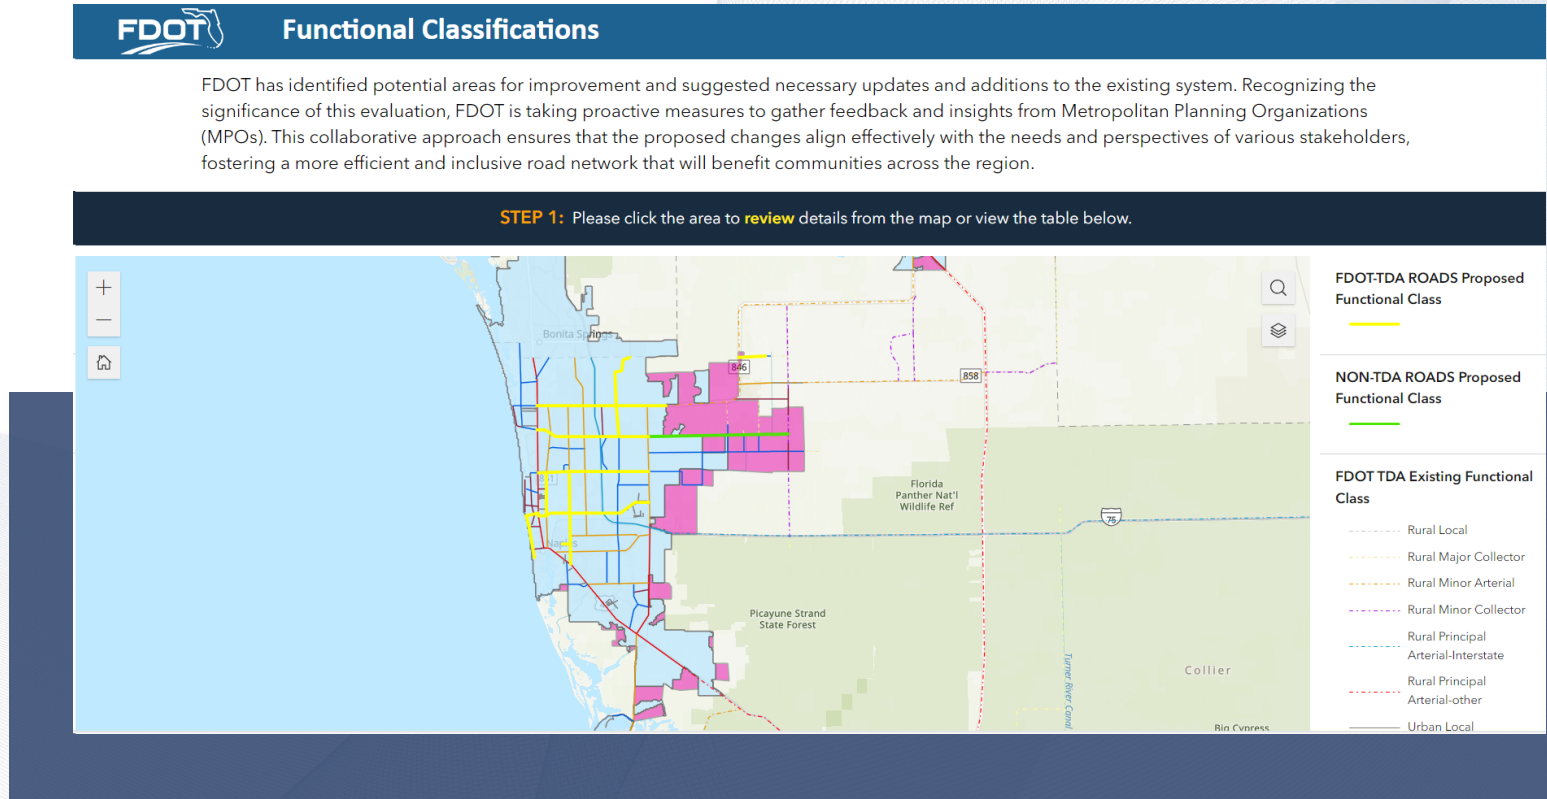 FDOT
Functional Classifications
FDOT has identified potential areas for improvement and suggested necessary updates and additions to the existing system. Recognizing the
significance of this evaluation, FDOT is taking proactive measures to gather feedback and insights from Metropolitan Planning Organizations
(MPOs). This collaborative approach ensures that the proposed changes align effectively with the needs and perspectives of various stakeholders,
fostering a more efficient and inclusive road network that will benefit communities across the region.
STEP 1: Please click the area to review details from the map or view the table below.
Bonita Springs
846
858
Florida
Panther Nat'l
Wildlife Ref
75
Naples
Picayune Strand
State Forest
Turner River Canal
Collier
Big Cypress
FDOT-TDA ROADS Proposed
Functional Class
NON-TDA ROADS Proposed
Functional Class
FDOT TDA Existing Functional
Class
Rural Local
Rural Major Collector
Rural Minor Arterial
Rural Minor Collector
Rural Principal
Arterial-Interstate
Rural Principal
Arterial-other
Urban Local